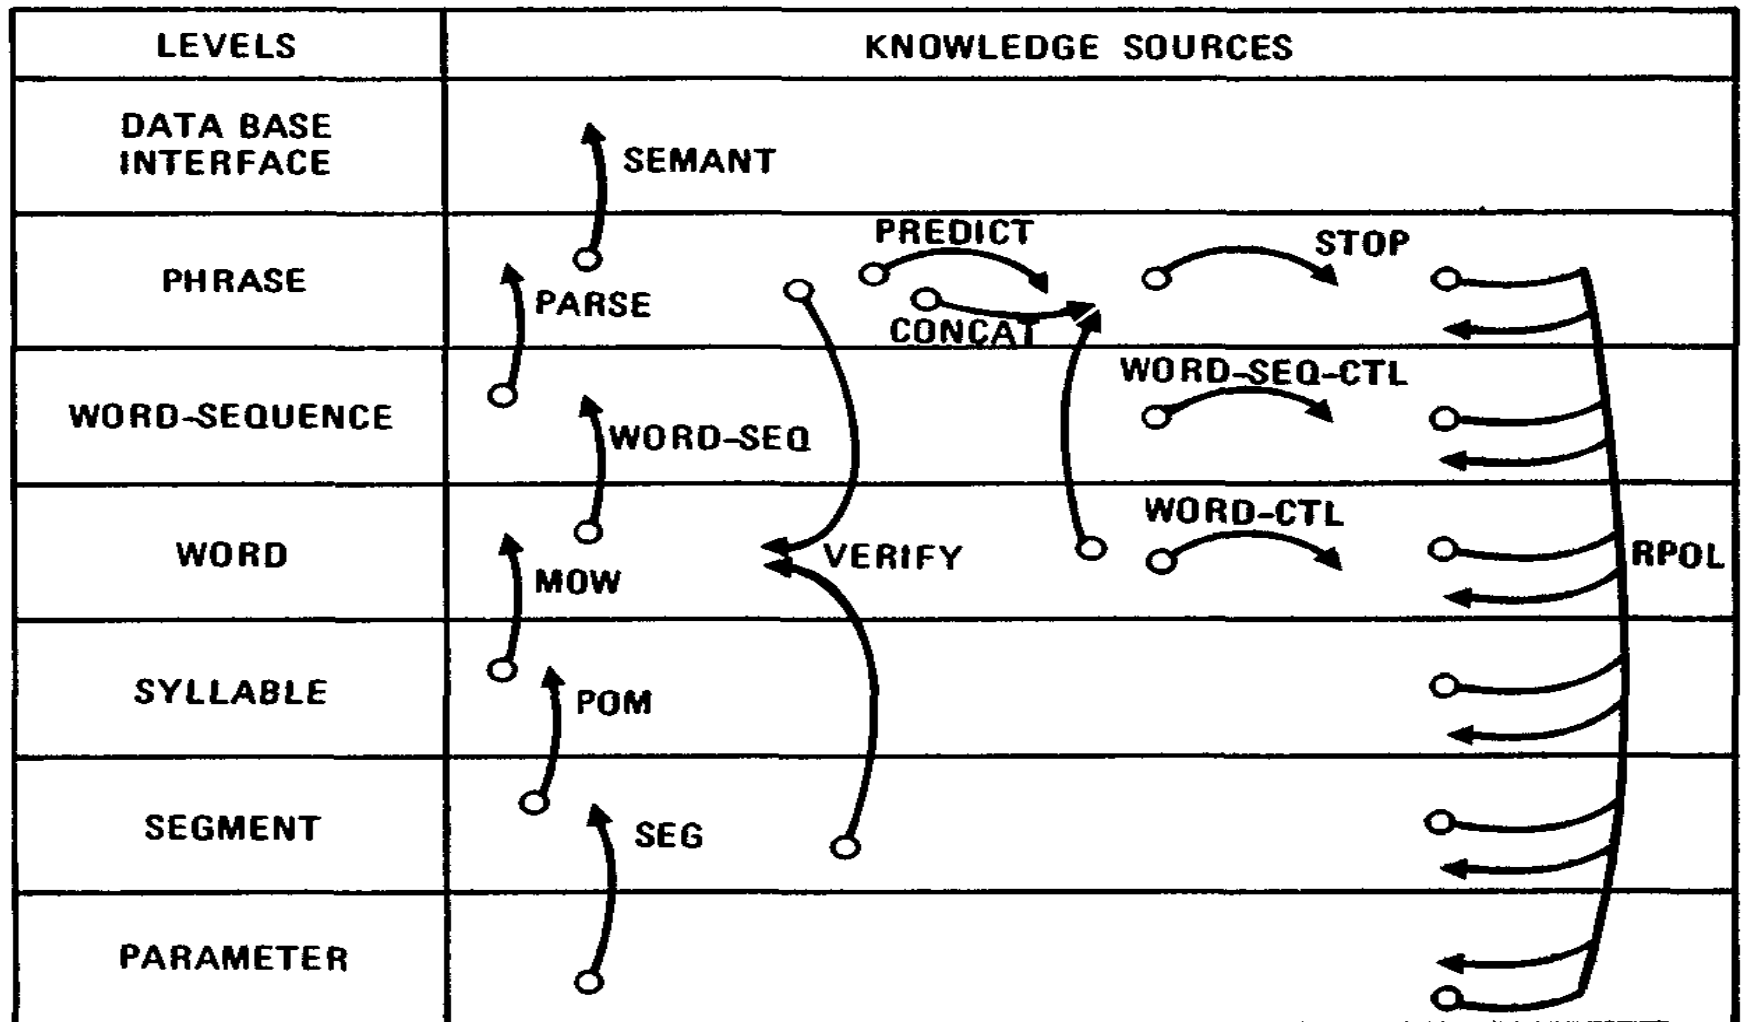 LEVELS
KNOWLEDGE SOURCES
DATA BASE
INTERFACE
SEMANT
PHRASE
PARSE
PREDICT
CONCAT
STOP
WORD-SEQUENCE
WORD-SEQ
WORD-SEQ-CTL
WORD
MOW
VERIFY
WORD-CTL
RPOL
SYLLABLE
POM
SEGMENT
SEG
PARAMETER